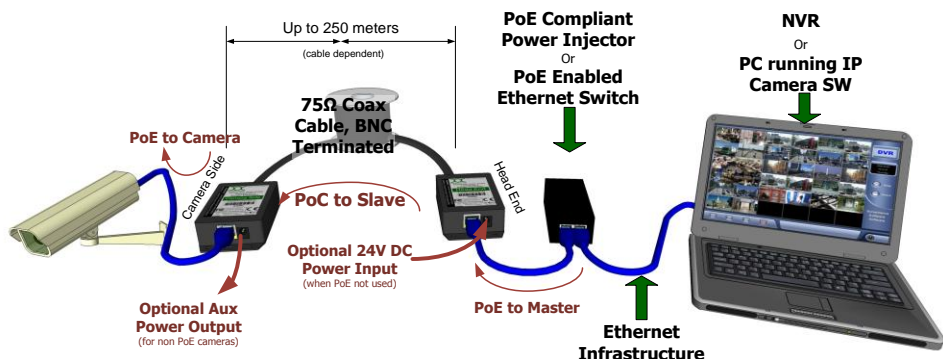 Up to 250 meters
(cable dependent)
PoE Compliant
Power Injector
Or
PoE Enabled
Ethernet Switch
NVR
Or
PC running IP
Camera SW
75Ω Coax
Cable, BNC
Terminated
PoE to Camera
Camera Side
PoC to Slave
Head End
DVR
Optional 24V DC
Power Input
(when PoE not used)
Optional Aux
Power Output
(for non PoE cameras)
PoE to Master
Ethernet
Infrastructure